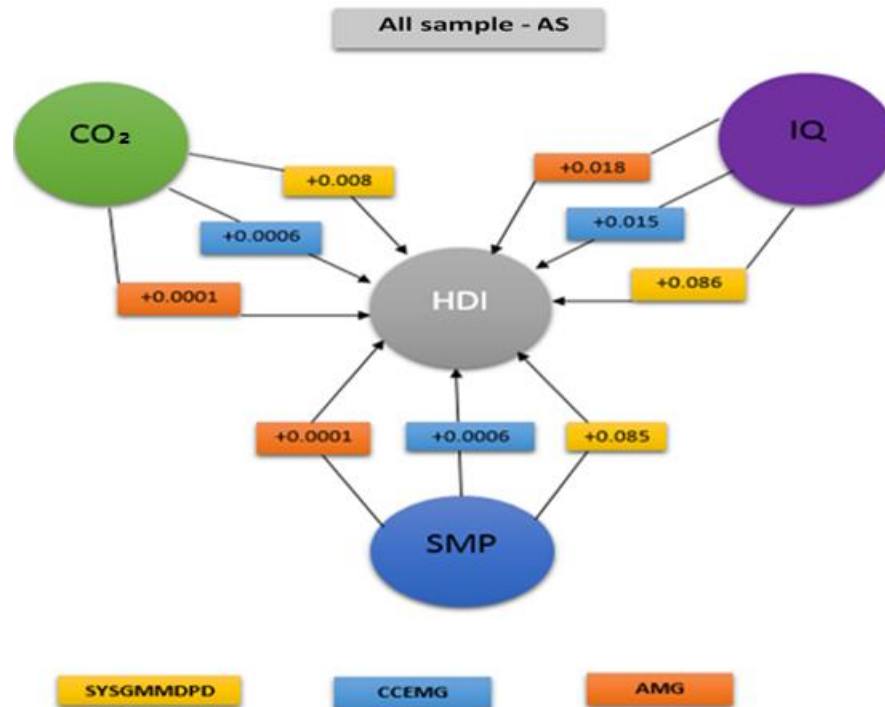 All sample - AS
CO₂
IQ
+0.008
+0.018
+0.0006
+0.015
+0.0001
HDI
+0.086
+0.0001
+0.0006
+0.085
SMP
SYSGMMDPD
CCEMG
AMG